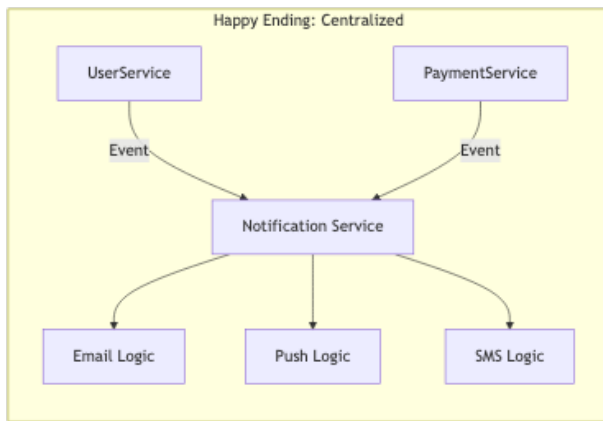 Happy Ending: Centralized
UserService
PaymentService
Event
Event
Notification Service
Email Logic
Push Logic
SMS Logic